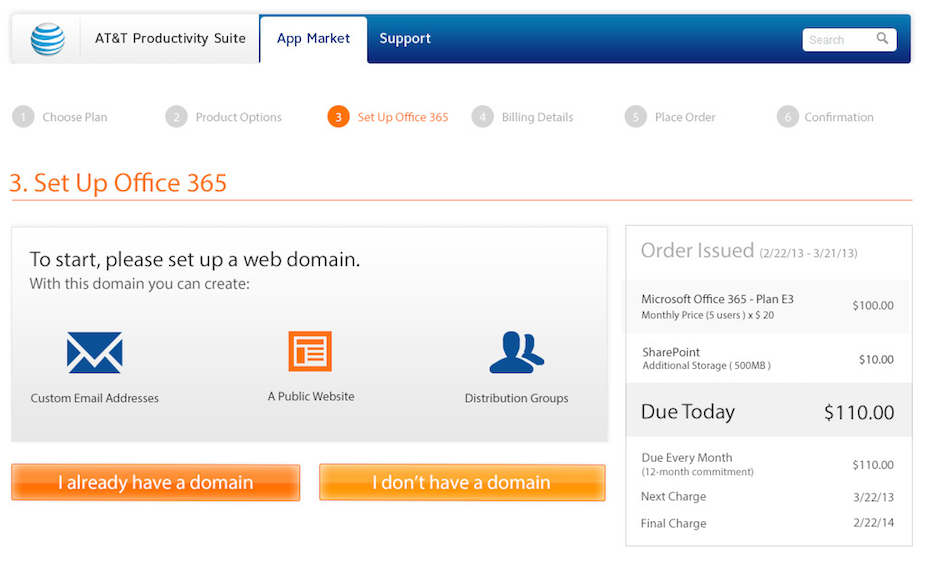 AT&T Productivity Suite
App Market
Support
Search
1 Choose Plan
2 Product Options
3 Set Up Office 365
4 Billing Details
5 Place Order
6 Confirmation
3. Set Up Office 365
To start, please set up a web domain.
With this domain you can create:
Custom Email Addresses
A Public Website
Distribution Groups
I already have a domain
I don't have a domain
Order Issued (2/22/13 - 3/21/13)
Microsoft Office 365 - Plan E3
Monthly Price (5 users ) x $ 20
$100.00
SharePoint
Additional Storage ( 500MB )
$10.00
Due Today $110.00
Due Every Month
(12-month commitment)
$110.00
Next Charge 3/22/13
Final Charge 2/22/14